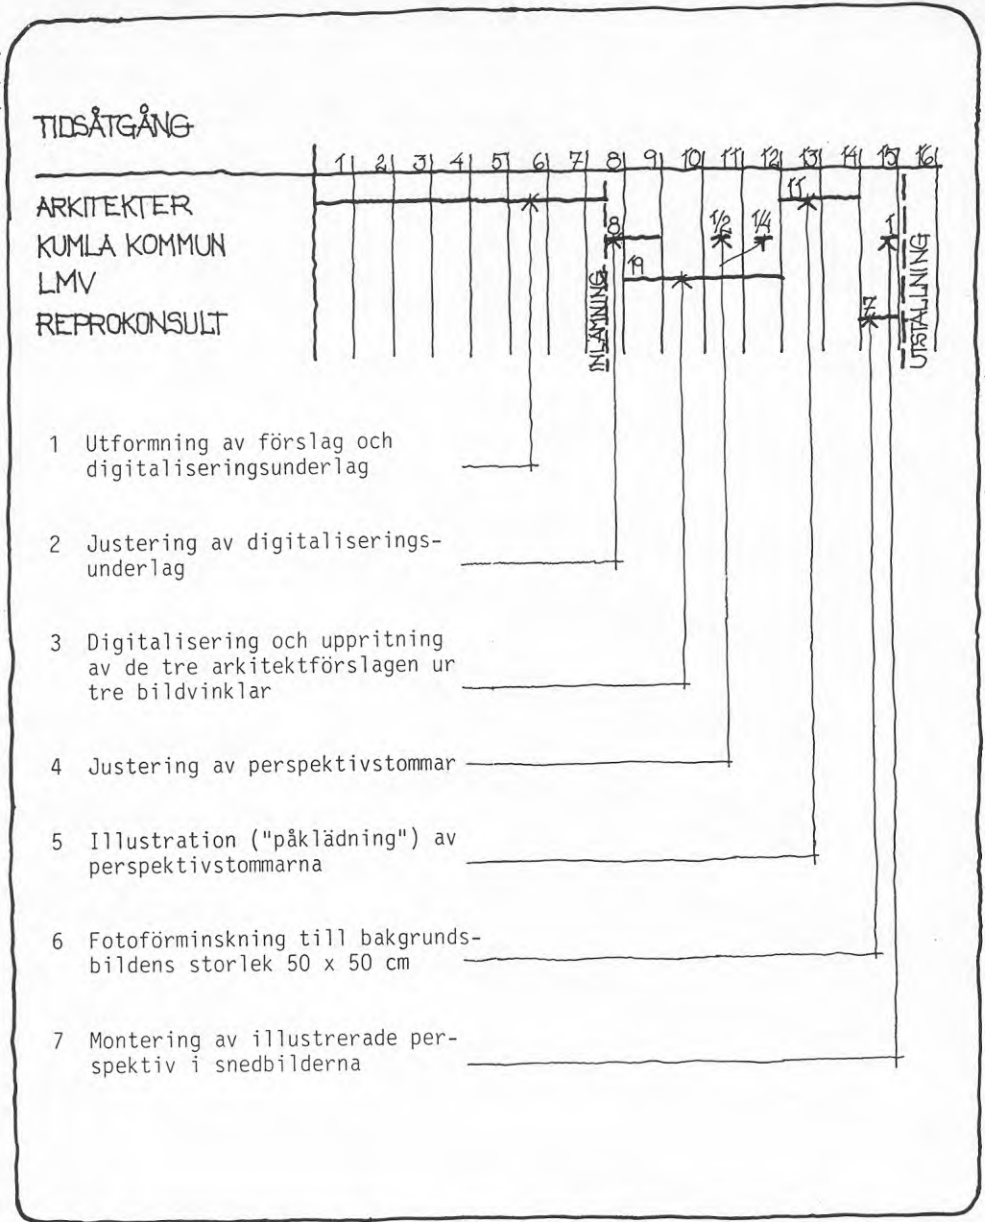 TIDSÅTGÅNG
1 2 3 4 5 6 7 8 9 10 11 12 13 14 15 16
ARKITEKTER
11
KUMLA KOMMUN
8 1/2 1/4 1
LMV
19
REPROKONSULT
7
INLÄMNING
UTSTÄLLNING
1 Utformning av förslag och
digitaliseringsunderlag
2 Justering av digitaliserings-
underlag
3 Digitalisering och uppritning
av de tre arkitektförslagen ur
tre bildvinklar
4 Justering av perspektivstommar
5 Illustration ("påklädning") av
perspektivstommarna
6 Fotoförminskning till bakgrunds-
bildens storlek 50 x 50 cm
7 Montering av illustrerade per-
spektiv i snedbilderna